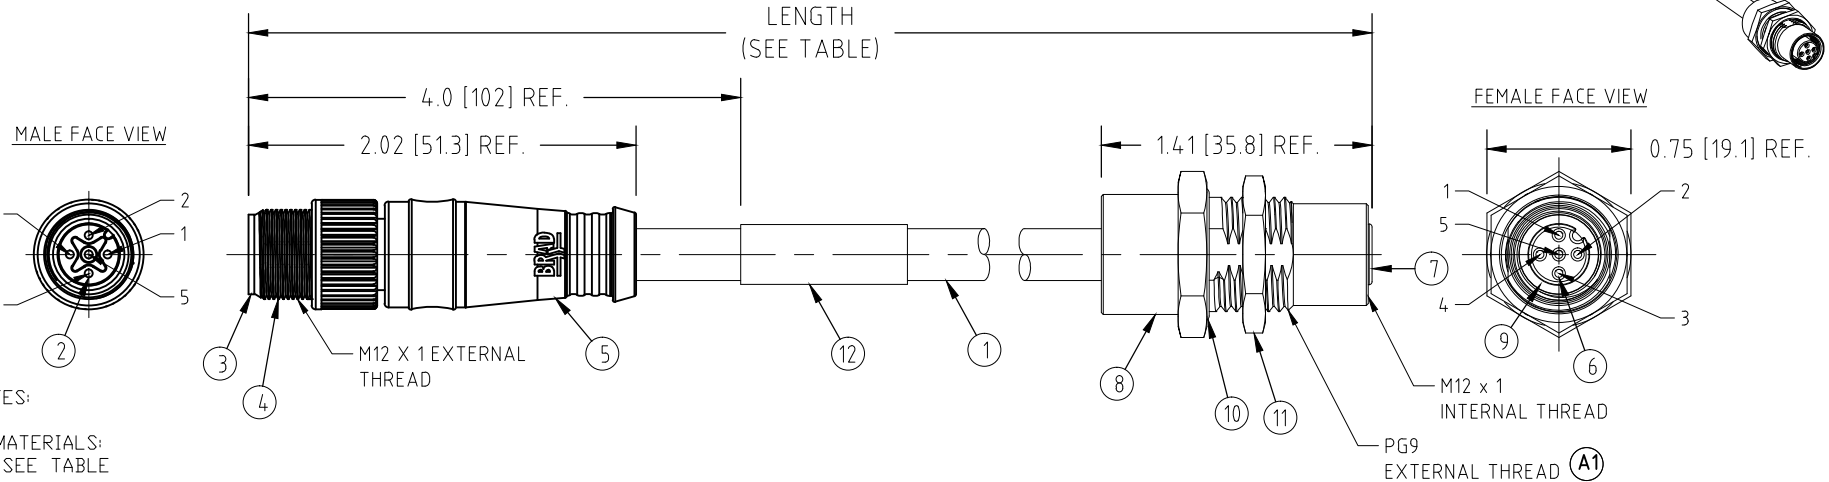 LENGTH
(SEE TABLE)
4.0 [102] REF.
FEMALE FACE VIEW
MALE FACE VIEW
2.02 [51.3] REF.
1.41 [35.8] REF.
0.75 [19.1] REF.
2
1
5
1
5
4
2
3
BRAD
7
2
3
4
M12 X 1 EXTERNAL
THREAD
5
12
1
8
10
11
9
6
M12 x 1
INTERNAL THREAD
PG9
EXTERNAL THREAD A1
TES:
MATERIALS:
SEE TABLE